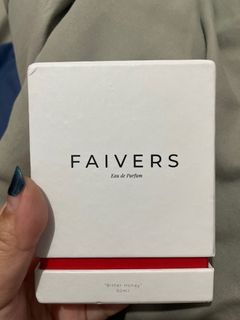 FAIVERS
Eau de Parfum
"Bitter Honey"
50ml